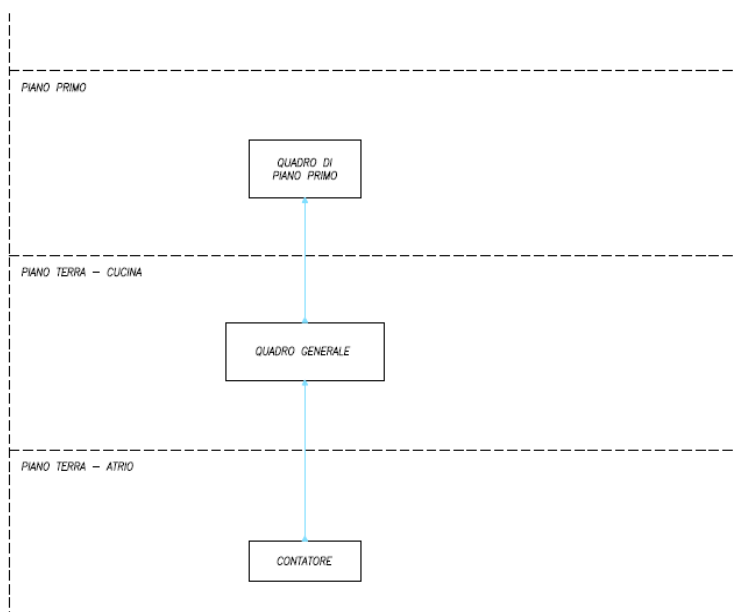 PIANO PRIMO
QUADRO DI
PIANO PRIMO
PIANO TERRA – CUCINA
QUADRO GENERALE
PIANO TERRA – ATRIO
CONTATORE